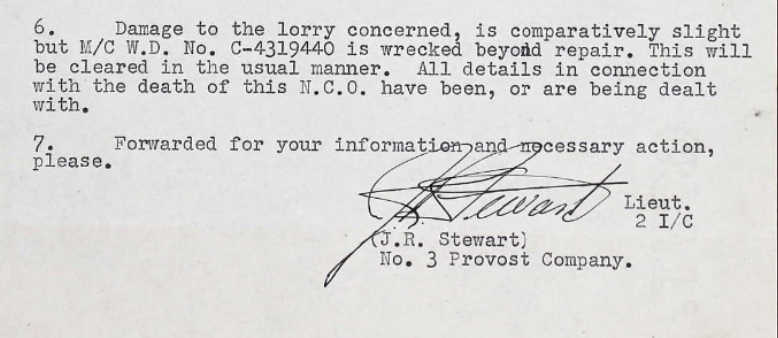 6. Damage to the lorry concerned, is comparatively slight
but M/C W.D. No. C-4319440 is wrecked beyond repair. This will
be cleared in the usual manner. All details in connection
with the death of this N.C.O. have been, or are being dealt
with.
7. Forwarded for your information and necessary action,
please.
J.R. Stewart Lieut.
2 I/C
(J.R. Stewart)
No. 3 Provost Company.